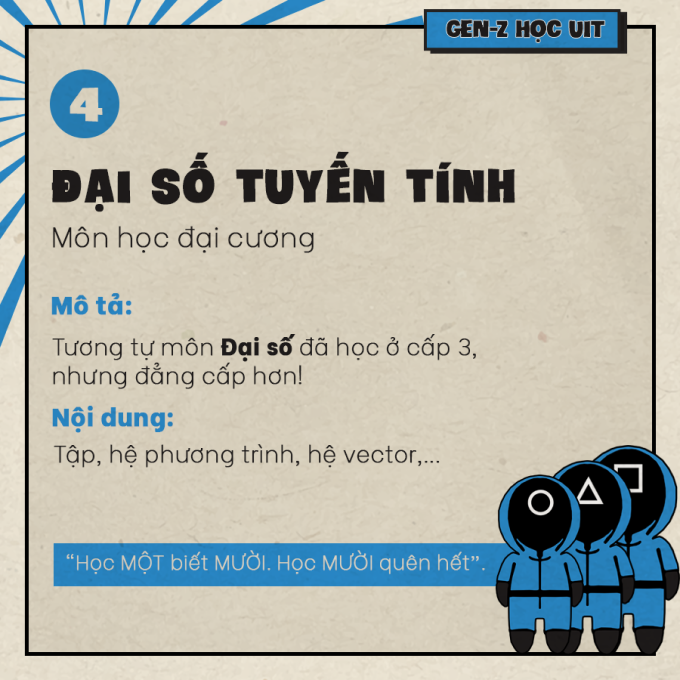 GEN-Z HỌC UIT
4
ĐẠI SỐ TUYẾN TÍNH
Môn học đại cương
Mô tả:
Tương tự môn Đại số đã học ở cấp 3,
nhưng đẳng cấp hơn!
Nội dung:
Tập, hệ phương trình, hệ vector,...
“Học MỘT biết MƯỜI. Học MƯỜI quên hết”.